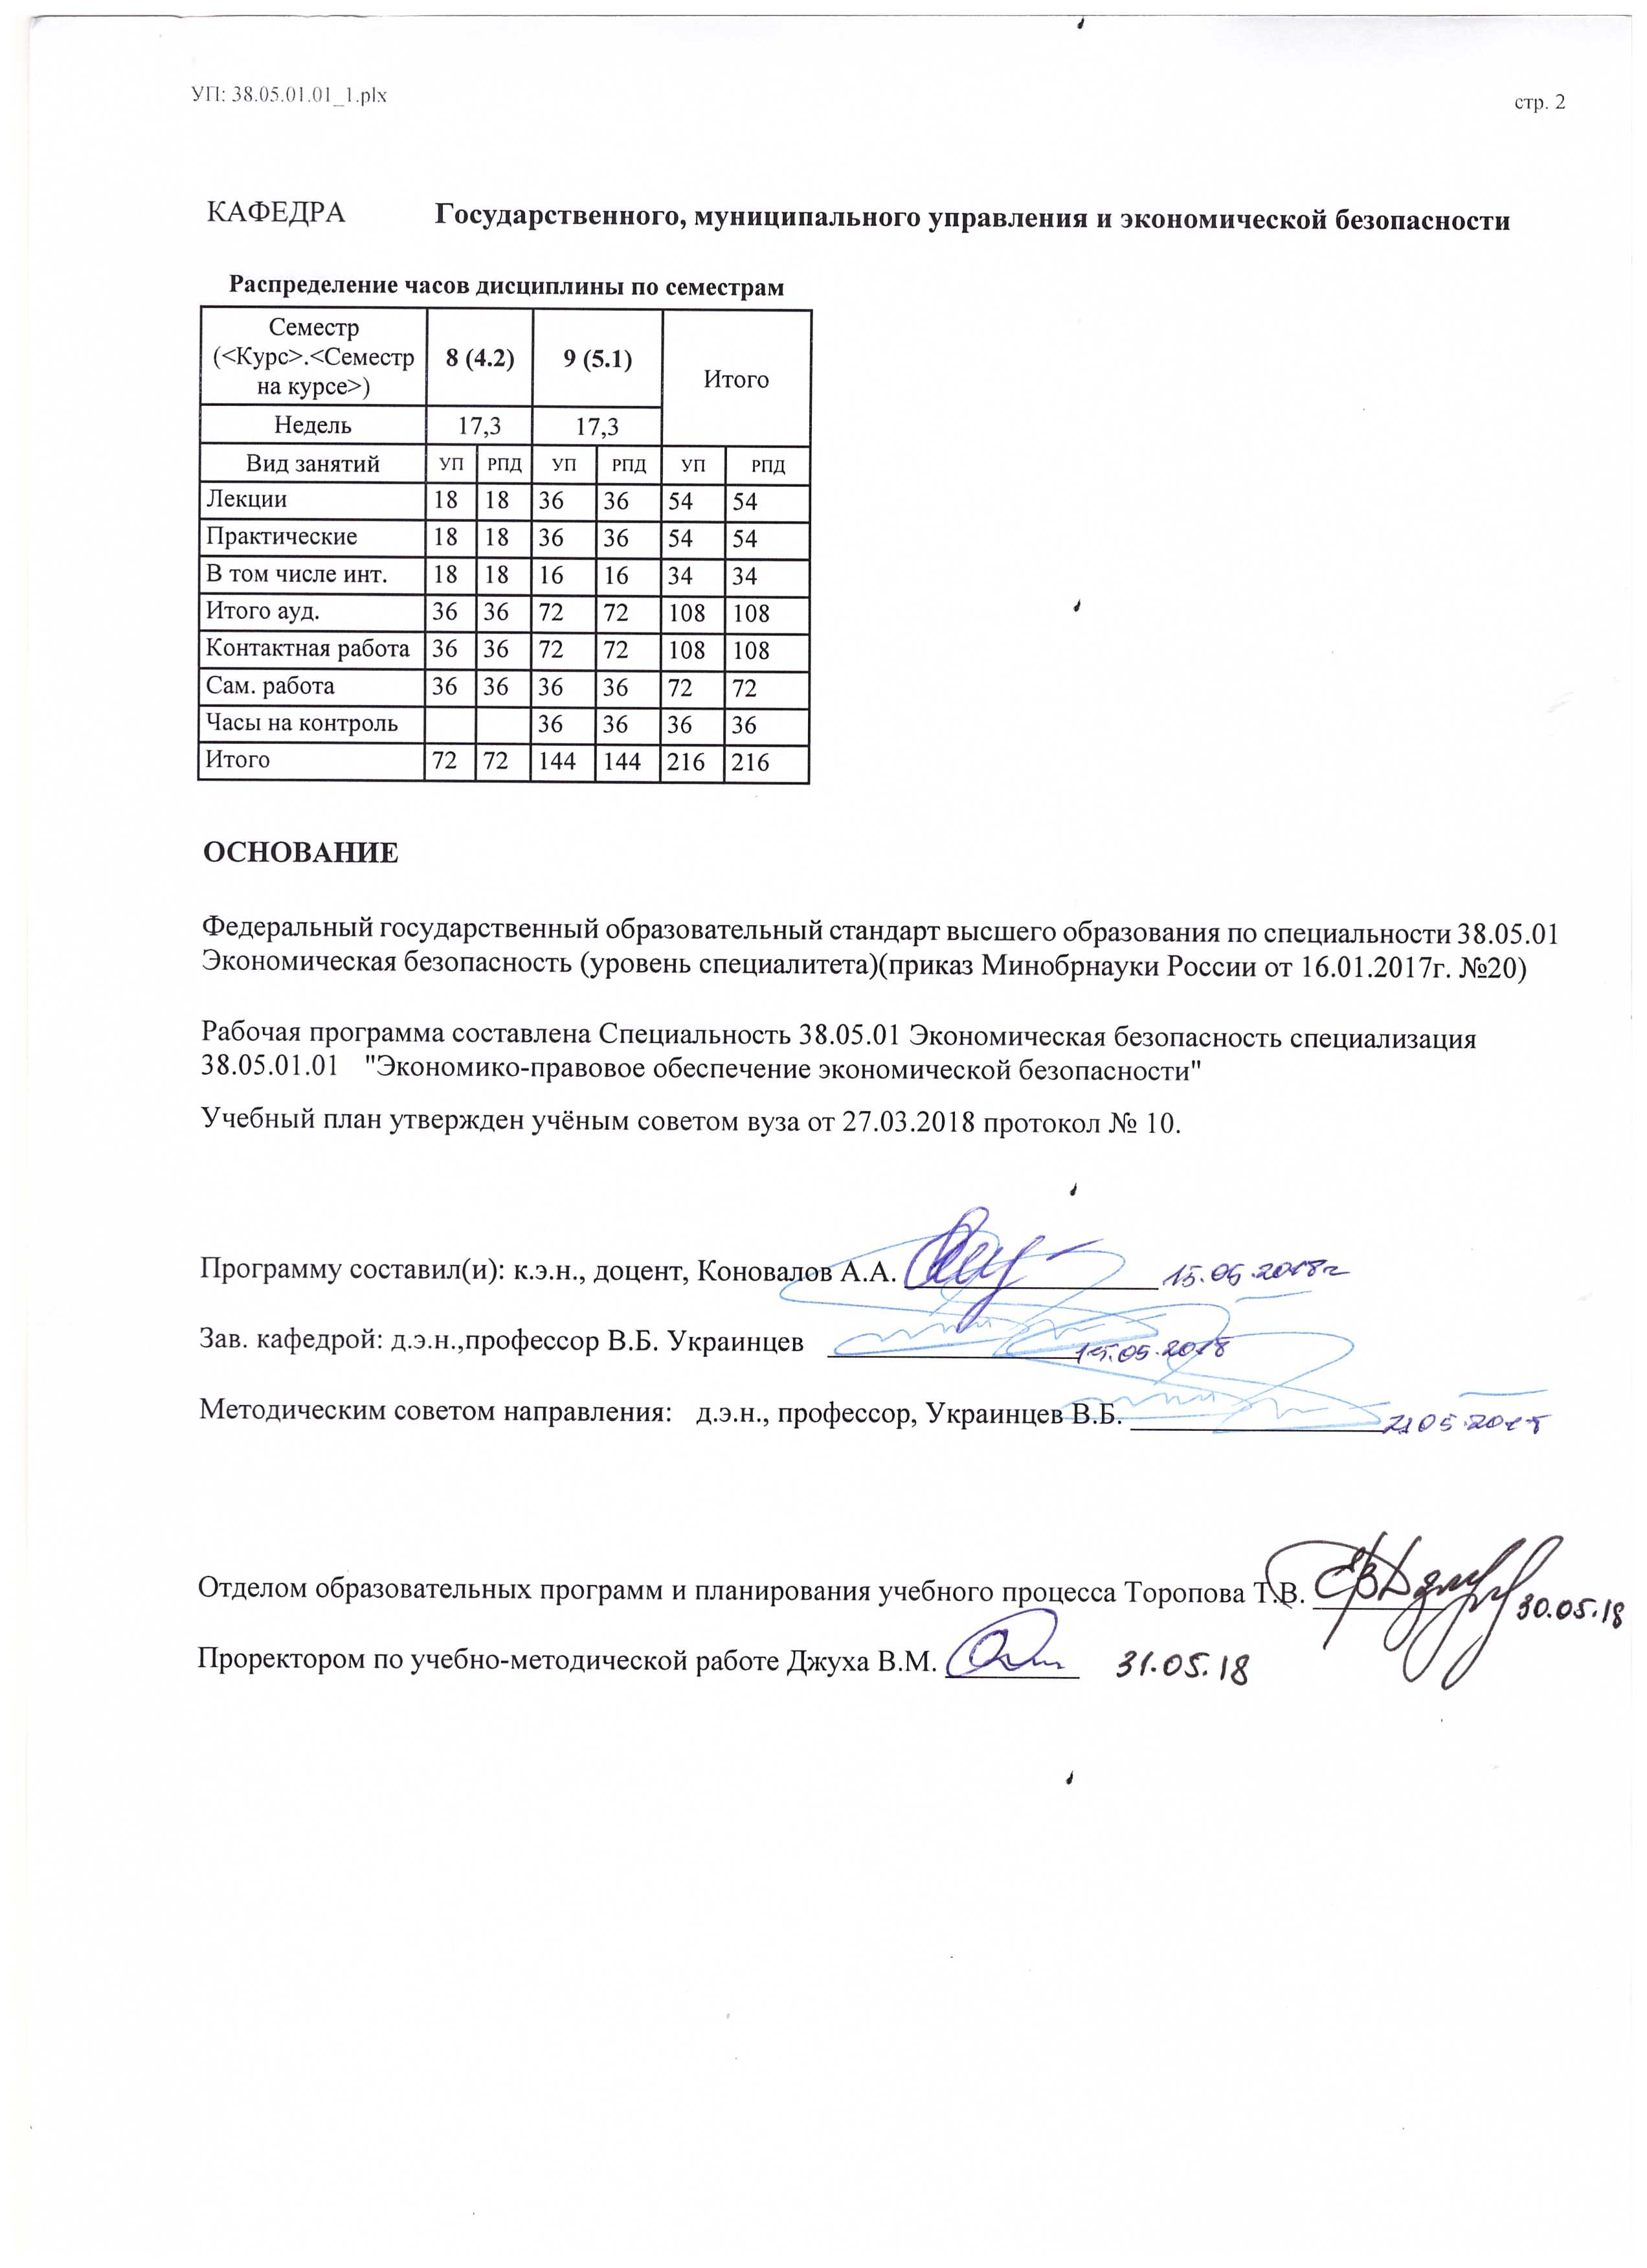 УП: 38.05.01.01_1.plx
стр. 2
КАФЕДРА Государственного, муниципального управления и экономической безопасности
Распределение часов дисциплины по семестрам
Семестр (<Курс>.<Семестр на курсе>) 8 (4.2) 9 (5.1) Итого
Недель 17,3 17,3
Вид занятий УП РПД УП РПД УП РПД
Лекции 18 18 36 36 54 54
Практические 18 18 36 36 54 54
В том числе инт. 18 18 16 16 34 34
Итого ауд. 36 36 72 72 108 108
Контактная работа 36 36 72 72 108 108
Сам. работа 36 36 36 36 72 72
Часы на контроль 36 36 36 36
Итого 72 72 144 144 216 216
ОСНОВАНИЕ
Федеральный государственный образовательный стандарт высшего образования по специальности 38.05.01
Экономическая безопасность (уровень специалитета)(приказ Минобрнауки России от 16.01.2017г. №20)
Рабочая программа составлена Специальность 38.05.01 Экономическая безопасность специализация
38.05.01.01 "Экономико-правовое обеспечение экономической безопасности"
Учебный план утвержден учёным советом вуза от 27.03.2018 протокол № 10.
Программу составил(и): к.э.н., доцент, Коновалов А.А. 15.05.2018г
Зав. кафедрой: д.э.н.,профессор В.Б. Украинцев 15.05.2018
Методическим советом направления: д.э.н., профессор, Украинцев В.Б.
Отделом образовательных программ и планирования учебного процесса Торопова Т.В. 30.05.18
Проректором по учебно-методической работе Джуха В.М. 31.05.18